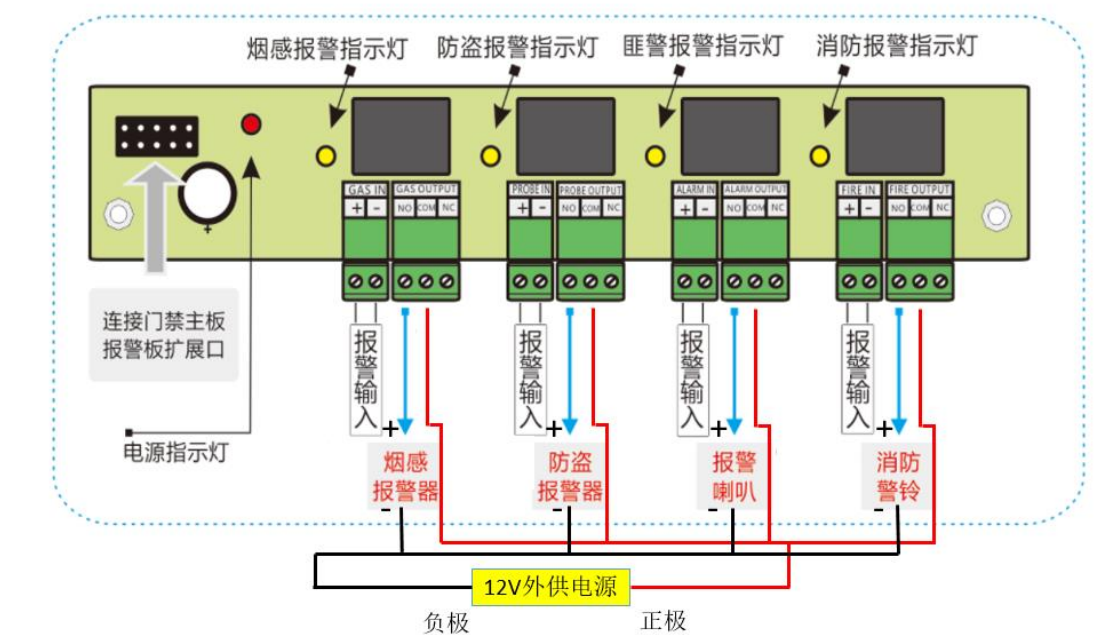 烟感报警指示灯 防盗报警指示灯 匪警报警指示灯 消防报警指示灯
GAS IN GAS OUTPUT PROBE IN PROBE OUTPUT ALARM IN ALARM OUTPUT FIRE IN FIRE OUTPUT
+ - NO COM NC + - NO COM NC + - NO COM NC + - NO COM NC
+
连接门禁主板
报警板扩展口
电源指示灯
报警输入 报警输入 报警输入 报警输入
+ + + +
烟感
报警器
防盗
报警器
报警
喇叭
消防
警铃
- - - -
12V外供电源
负极 正极